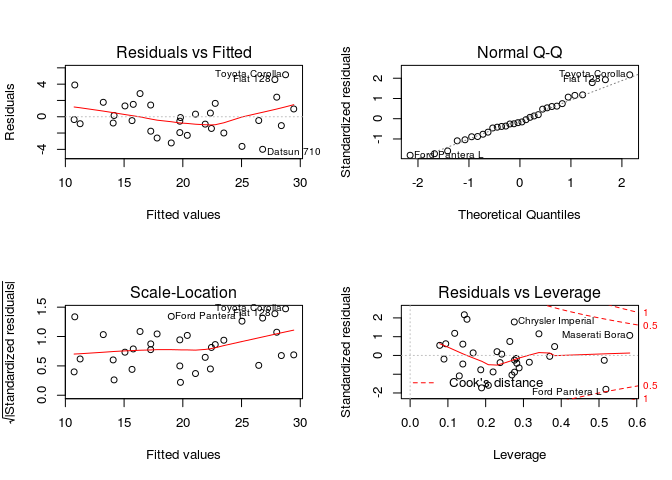 Residuals vs Fitted
Residuals
Toyota Corolla
Fiat 128
Datsun 710
4
0
-4
10 15 20 25 30
Fitted values
Normal Q-Q
Standardized residuals
Toyota Corolla
Fiat 128
Ford Pantera L
2
1
-1
-2 -1 0 1 2
Theoretical Quantiles
Scale-Location
√|Standardized residuals|
Toyota Corolla
Ford Pantera L
Fiat 128
1.5
1.0
0.5
0.0
10 15 20 25 30
Fitted values
Residuals vs Leverage
Standardized residuals
Chrysler Imperial
Maserati Bora
Ford Pantera L
Cook's distance
1
0.5
0.5
1
2
0
-2
0.0 0.1 0.2 0.3 0.4 0.5 0.6
Leverage